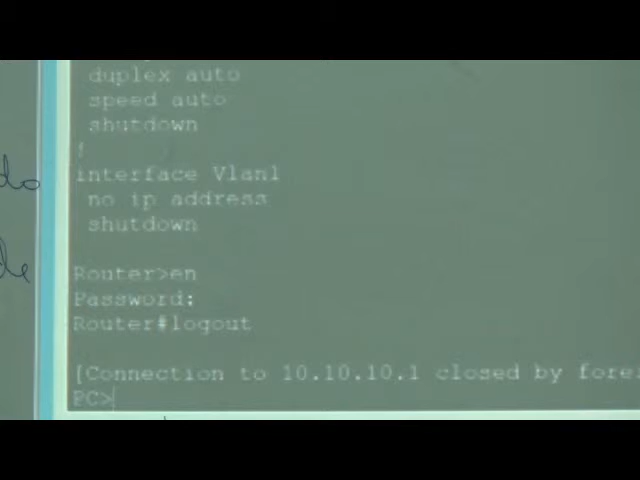 duplex auto
speed auto
shutdown
!
interface Vlan1
no ip address
shutdown
Router>en
Password:
Router#logout
[Connection to 10.10.10.1 closed by
PC>